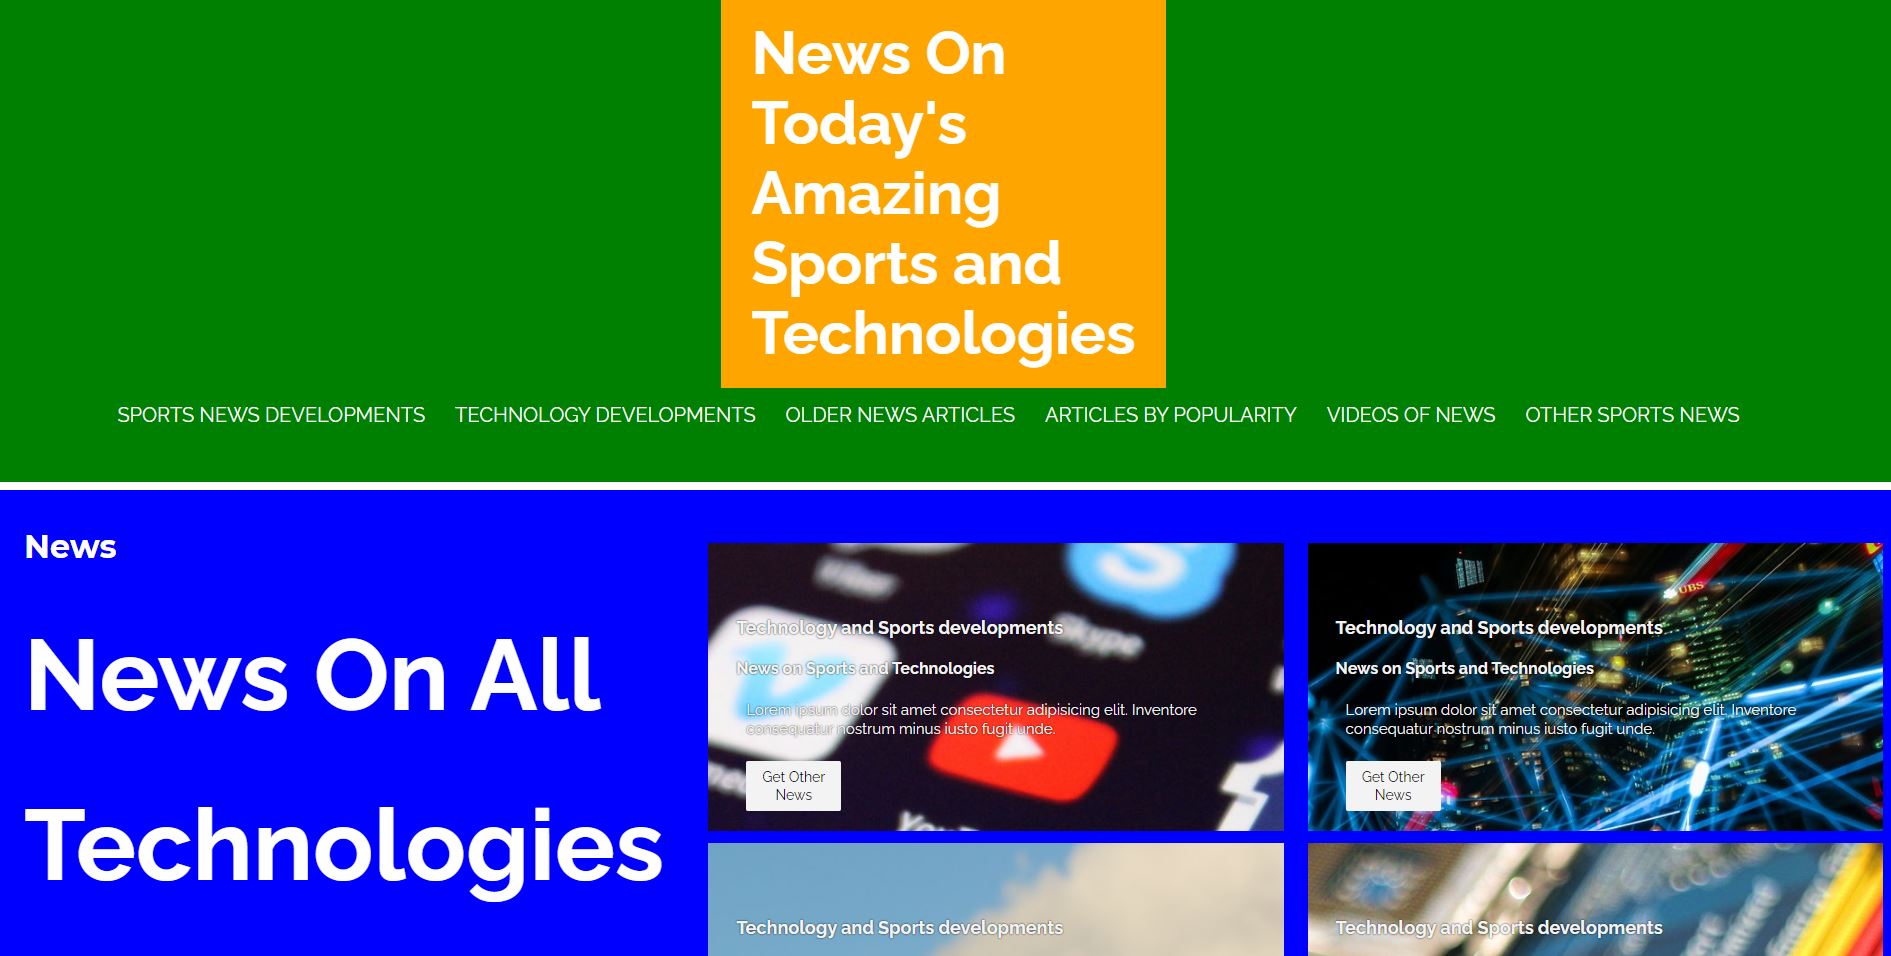 News On
Today's
Amazing
Sports and
Technologies
SPORTS NEWS DEVELOPMENTS
TECHNOLOGY DEVELOPMENTS
OLDER NEWS ARTICLES
ARTICLES BY POPULARITY
VIDEOS OF NEWS
OTHER SPORTS NEWS
News
News On All
Technologies
Viber
Skype
Technology and Sports developments
News on Sports and Technologies
Lorem ipsum dolor sit amet consectetur adipisicing elit. Inventore
consequatur nostrum minus iusto fugit unde.
Get Other
News
UBS
Technology and Sports developments
News on Sports and Technologies
Lorem ipsum dolor sit amet consectetur adipisicing elit. Inventore
consequatur nostrum minus iusto fugit unde.
Get Other
News
Technology and Sports developments
Technology and Sports developments